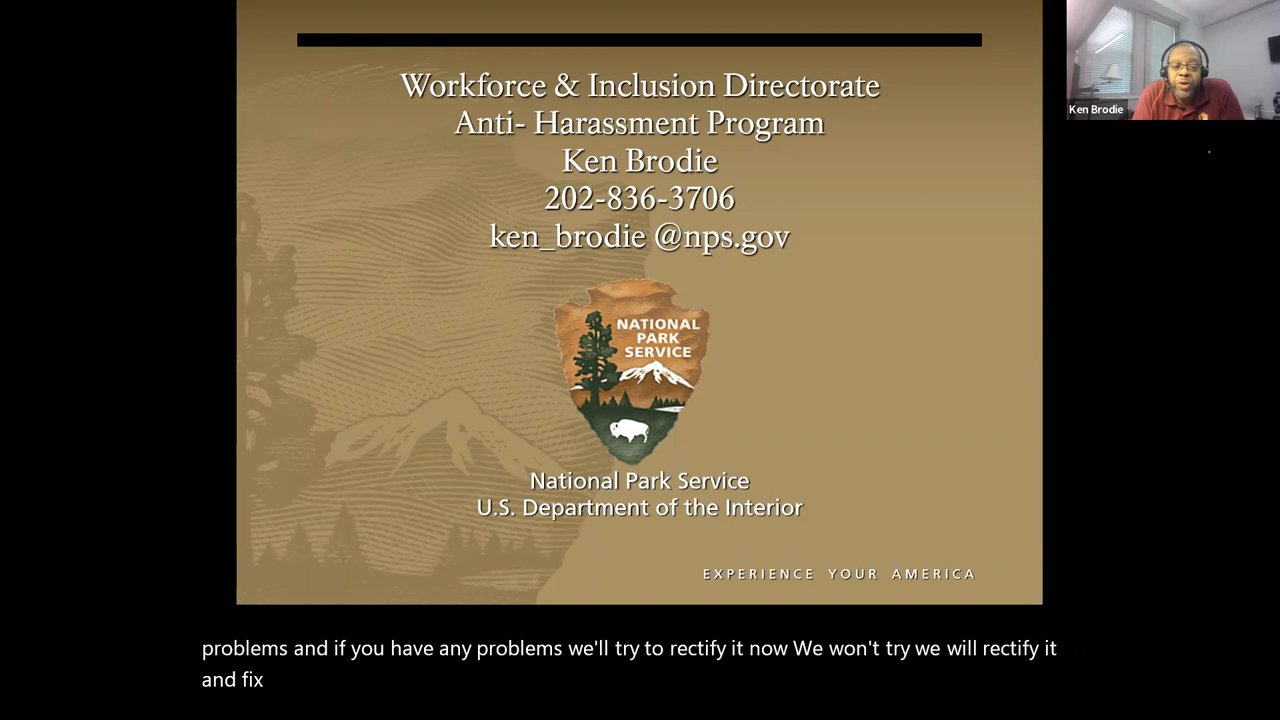 Workforce & Inclusion Directorate
Anti- Harassment Program
Ken Brodie
202-836-3706
ken_brodie @nps.gov
NATIONAL
PARK
SERVICE
National Park Service
U.S. Department of the Interior
EXPERIENCE YOUR AMERICA
Ken Brodie
problems and if you have any problems we'll try to rectify it now We won't try we will rectify it
and fix